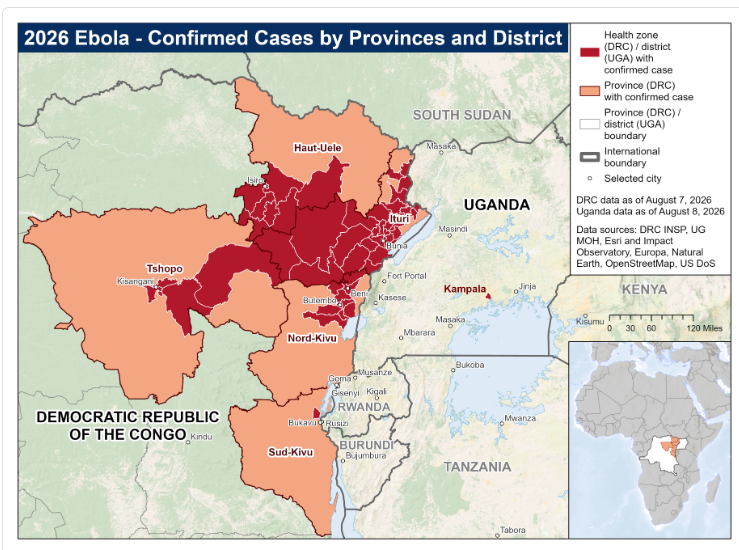 2026 Ebola - Confirmed Cases by Provinces and District
Health zone
(DRC) / district
(UGA) with
confirmed case
Province (DRC)
with confirmed case
Province (DRC) /
district (UGA)
boundary
International
boundary
Selected city
DRC data as of August 7, 2026
Uganda data as of August 8, 2026
Data sources: DRC INSP, UG
MOH, Esri and Impact
Observatory, Europa, Natural
Earth, OpenStreetMap, US DoS
SOUTH SUDAN
Haut-Uele
Masaka
Isiro
UGANDA
Ituri
Masindi
Bunia
Tshopo
Kisangani
Fort Portal
Beni
Kampala
Jinja
KENYA
Butembo
Kasese
Masaka
Kisumu
0 30 60 120 Miles
Nord-Kivu
Mbarara
Bukoba
Goma
Musanze
Gisenyi
Kigali
RWANDA
DEMOCRATIC REPUBLIC
OF THE CONGO
Bukavu
Rusizi
Mwanza
Kindu
BURUNDI
Sud-Kivu
Bujumbura
TANZANIA
Tabora